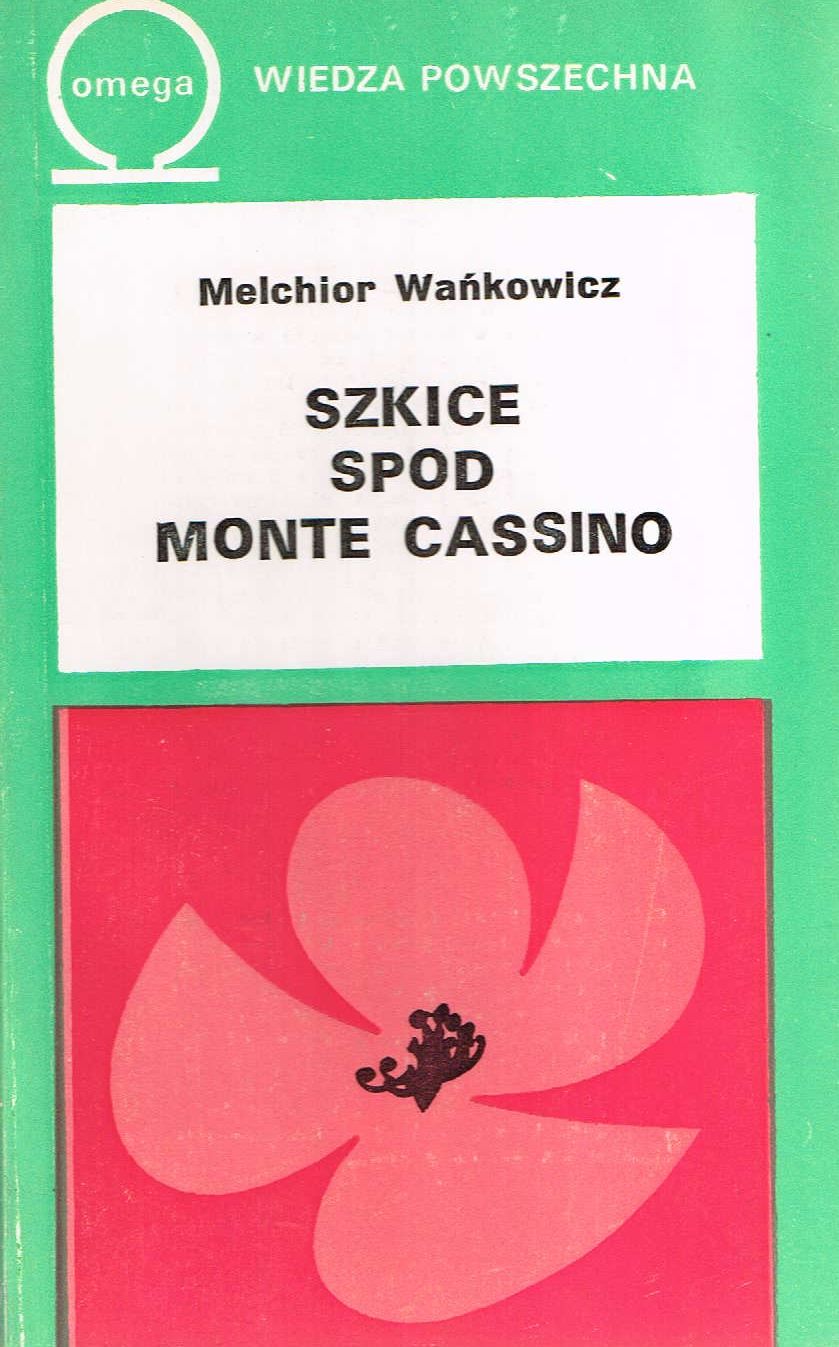 omega
WIEDZA POWSZECHNA
Melchior Wańkowicz
SZKICE
SPOD
MONTE CASSINO